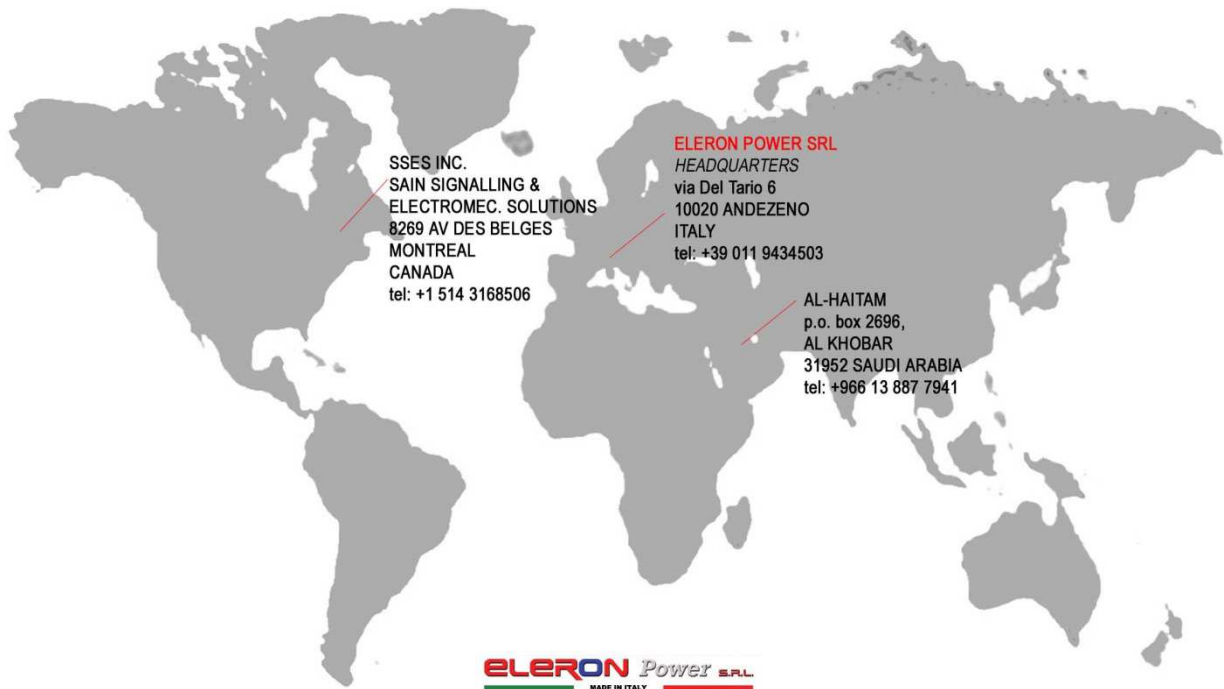 SSES INC.
SAIN SIGNALLING &
ELECTROMEC. SOLUTIONS
8269 AV DES BELGES
MONTREAL
CANADA
tel: +1 514 3168506
ELERON POWER SRL
HEADQUARTERS
via Del Tario 6
10020 ANDEZENO
ITALY
tel: +39 011 9434503
AL-HAITAM
p.o. box 2696,
AL KHOBAR
31952 SAUDI ARABIA
tel: +966 13 887 7941
ELERON Power S.R.L.
MADE IN ITALY